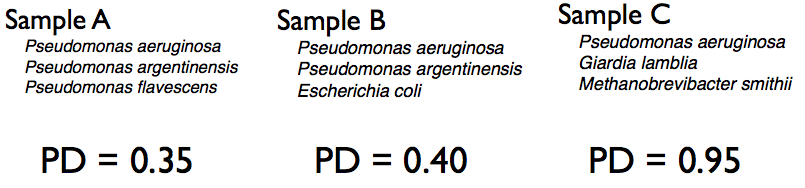 Sample A
Pseudomonas aeruginosa
Pseudomonas argentinensis
Pseudomonas flavescens
PD = 0.35
Sample B
Pseudomonas aeruginosa
Pseudomonas argentinensis
Escherichia coli
PD = 0.40
Sample C
Pseudomonas aeruginosa
Giardia lamblia
Methanobrevibacter smithii
PD = 0.95